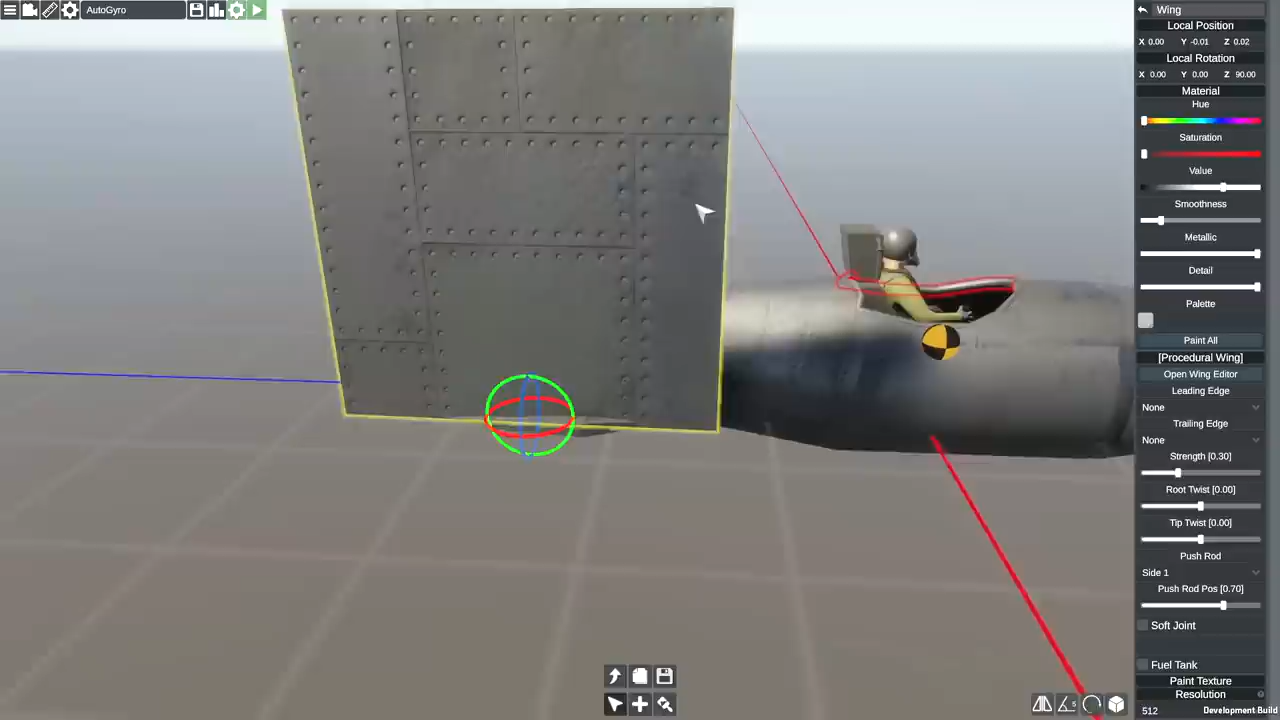 AutoGyro
Wing
Local Position
X 0.00 Y -0.01 Z 0.02
Local Rotation
X 0.00 Y 0.00 Z 90.00
Material
Hue
Saturation
Value
Smoothness
Metallic
Detail
Palette
Paint All
[Procedural Wing]
Open Wing Editor
Leading Edge
None
Trailing Edge
None
Strength [0.30]
Root Twist [0.00]
Tip Twist [0.00]
Push Rod
Side 1
Push Rod Pos [0.70]
Soft Joint
Fuel Tank
Paint Texture
Resolution
512
Development Build